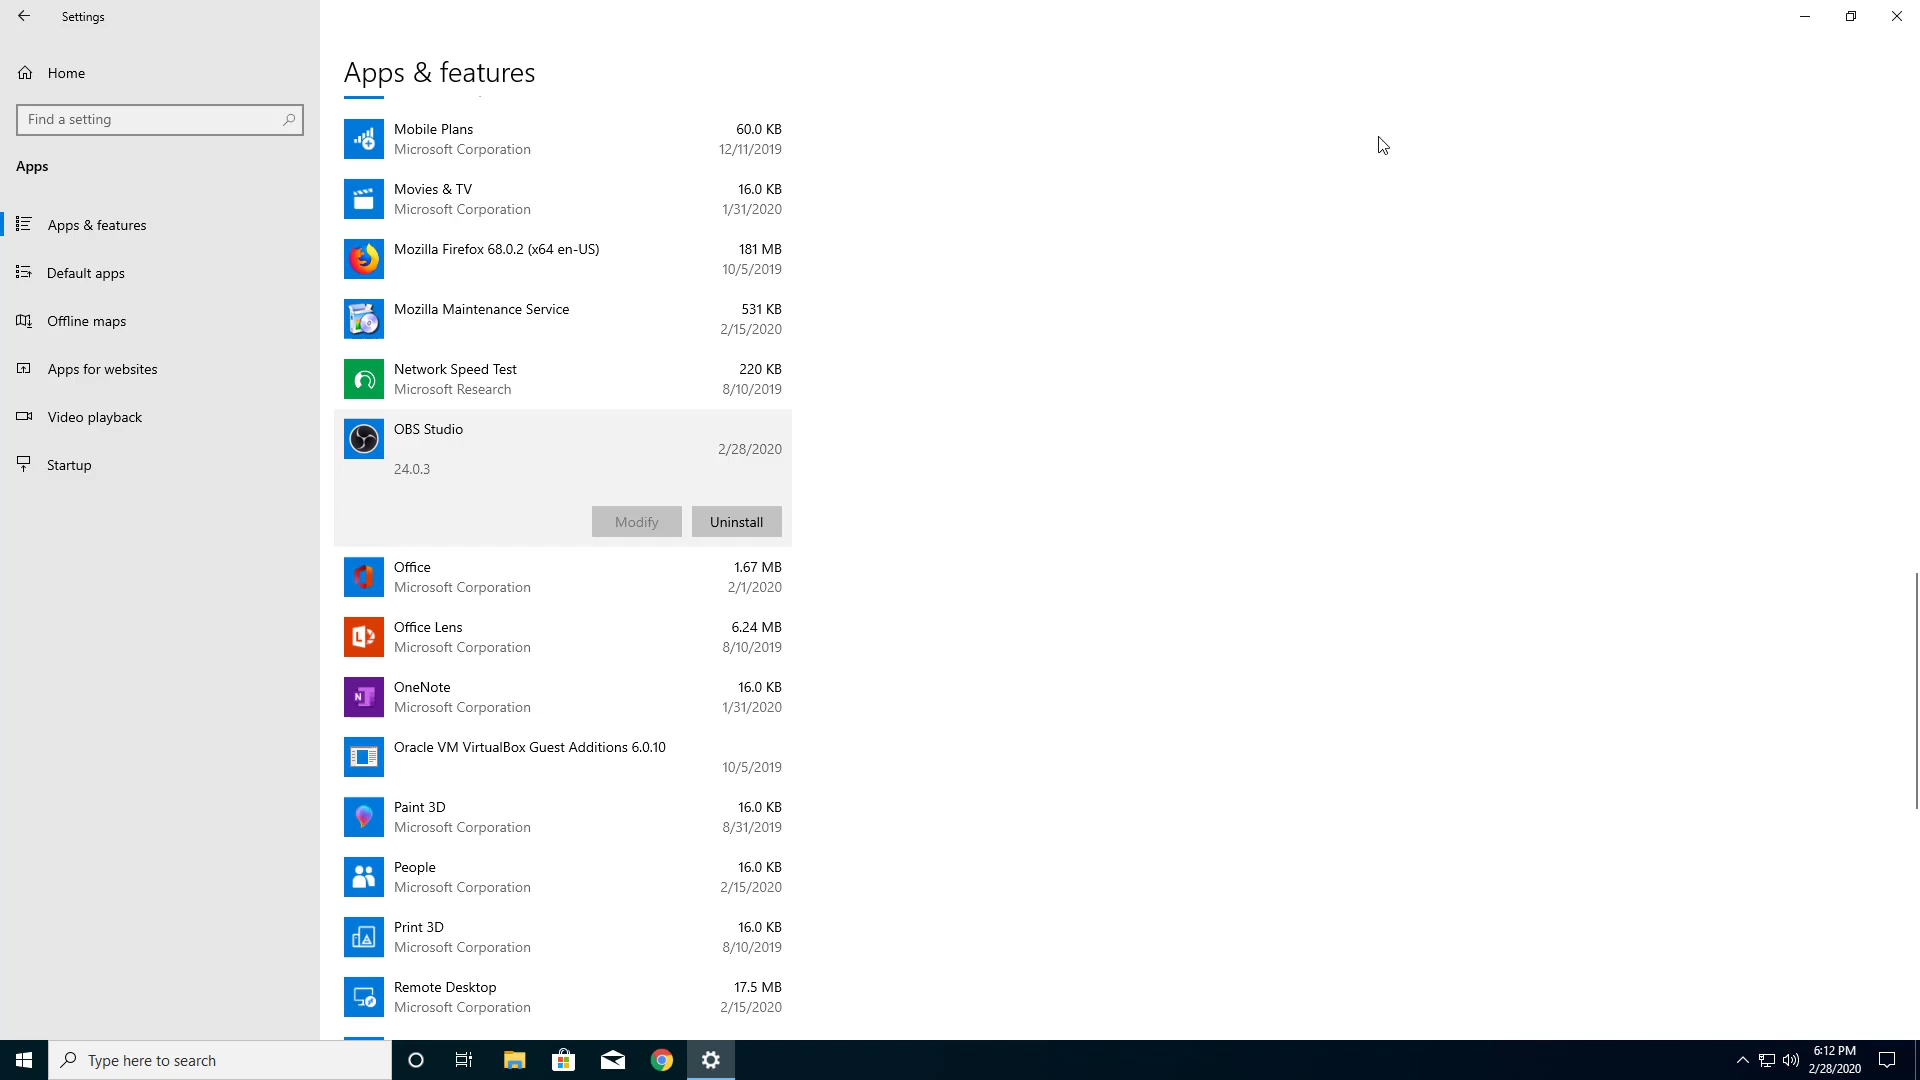 Settings
Home
Find a setting
Apps
Apps & features
Default apps
Offline maps
Apps for websites
Video playback
Startup
Apps & features
Mobile Plans 60.0 KB
Microsoft Corporation 12/11/2019
Movies & TV 16.0 KB
Microsoft Corporation 1/31/2020
Mozilla Firefox 68.0.2 (x64 en-US) 181 MB
10/5/2019
Mozilla Maintenance Service 531 KB
2/15/2020
Network Speed Test 220 KB
Microsoft Research 8/10/2019
OBS Studio
2/28/2020
24.0.3
Modify Uninstall
Office 1.67 MB
Microsoft Corporation 2/1/2020
Office Lens 6.24 MB
Microsoft Corporation 8/10/2019
OneNote 16.0 KB
Microsoft Corporation 1/31/2020
Oracle VM VirtualBox Guest Additions 6.0.10
10/5/2019
Paint 3D 16.0 KB
Microsoft Corporation 8/31/2019
People 16.0 KB
Microsoft Corporation 2/15/2020
Print 3D 16.0 KB
Microsoft Corporation 8/10/2019
Remote Desktop 17.5 MB
Microsoft Corporation 2/15/2020
Type here to search
6:12 PM
2/28/2020